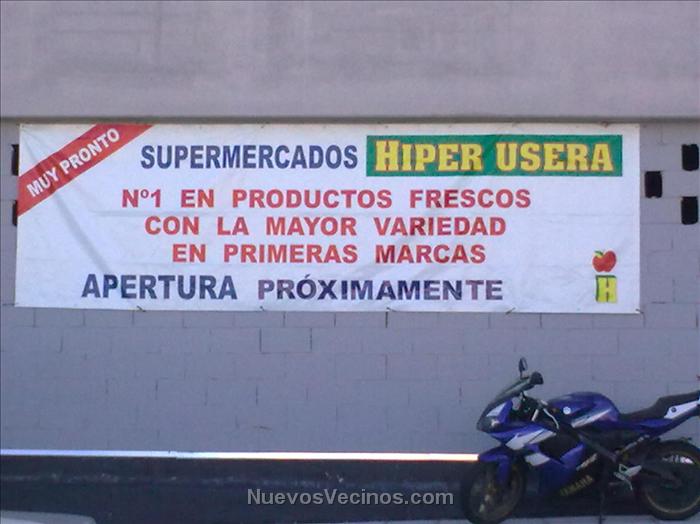 MUY PRONTO
SUPERMERCADOS HIPER USERA
Nº1 EN PRODUCTOS FRESCOS
CON LA MAYOR VARIEDAD
EN PRIMERAS MARCAS
APERTURA PRÓXIMAMENTE
H
YAMAHA
NuevosVecinos.com